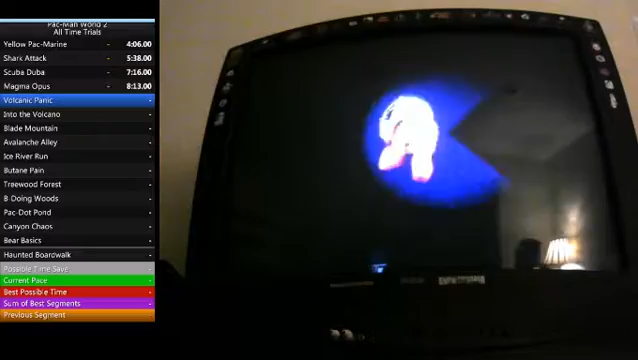 Pac-Man World 2
All Time Trials
Yellow Pac-Marine - 4:06.00
Shark Attack - 5:38.00
Scuba Duba - 7:16.00
Magma Opus - 8:13.00
Volcanic Panic -
Into the Volcano -
Blade Mountain -
Avalanche Alley -
Ice River Run -
Butane Pain -
Treewood Forest -
B-Doing Woods -
Pac-Dot Pond -
Canyon Chaos -
Bear Basics -
Haunted Boardwalk -
Possible Time Save -
Current Pace -
Best Possible Time -
Sum of Best Segments -
Previous Segment -